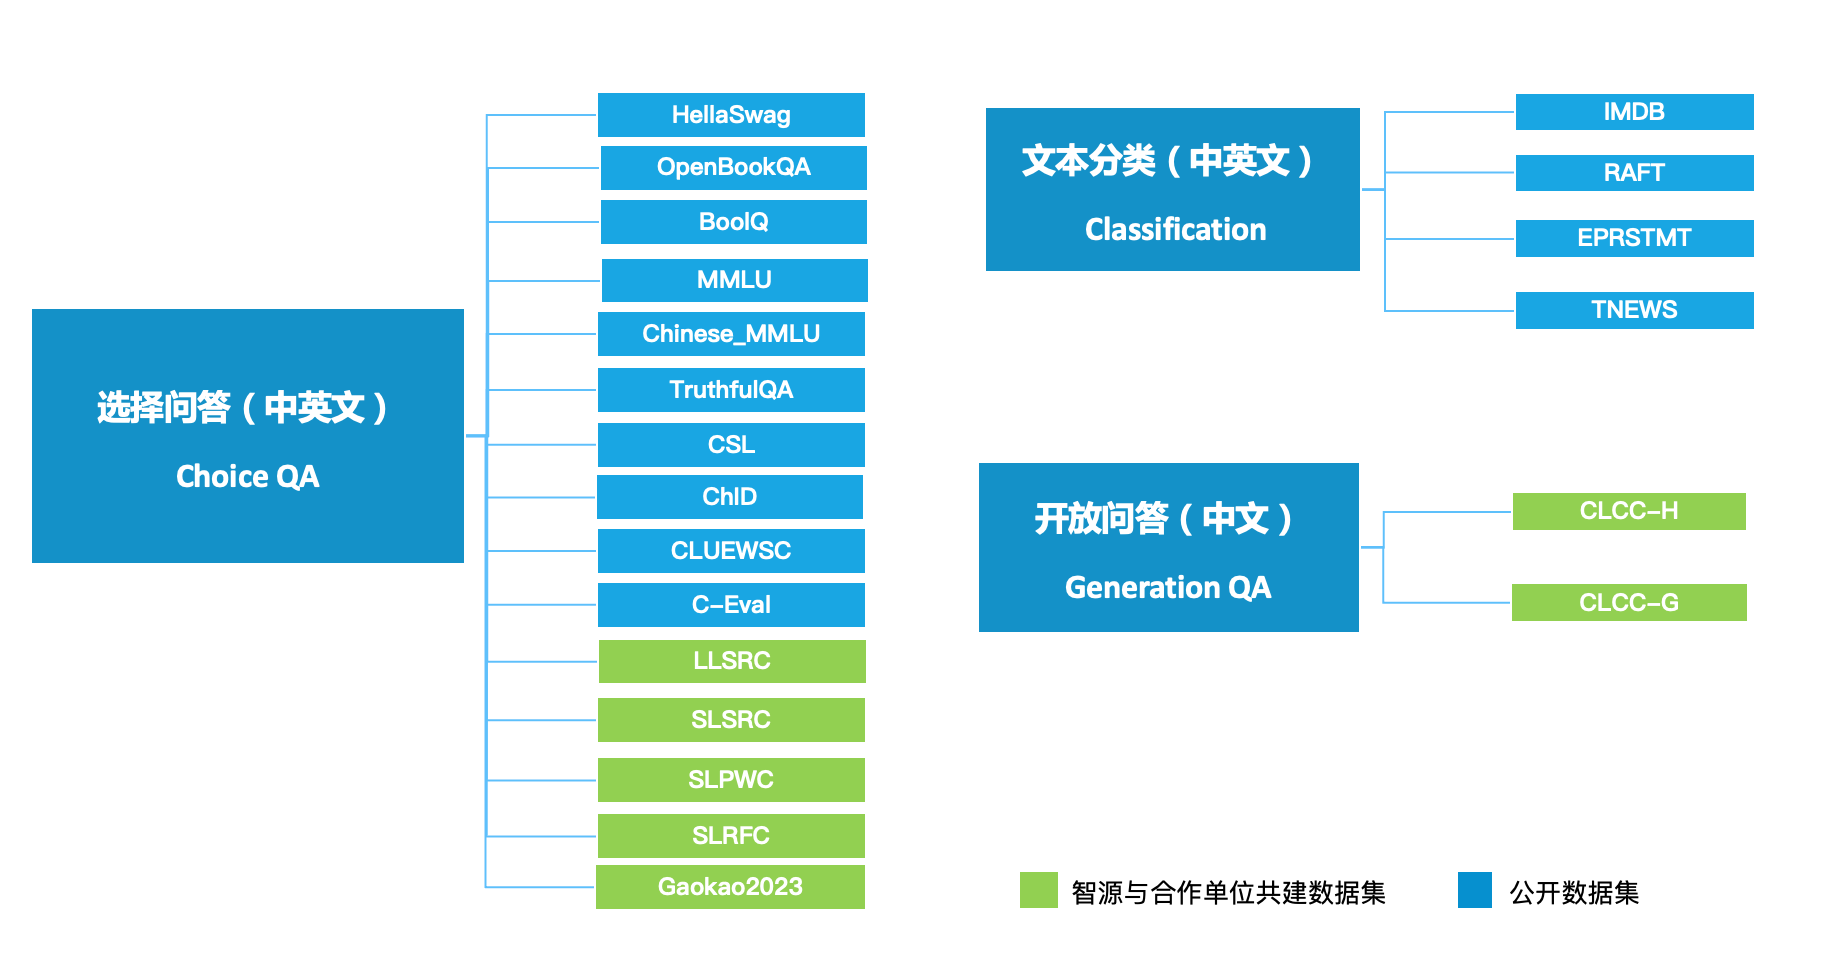 选择问答（中英文）
Choice QA
HellaSwag
OpenBookQA
BoolQ
MMLU
Chinese_MMLU
TruthfulQA
CSL
ChID
CLUEWSC
C-Eval
LLSRC
SLSRC
SLPWC
SLRFC
Gaokao2023
文本分类（中英文）
Classification
IMDB
RAFT
EPRSTMT
TNEWS
开放问答（中文）
Generation QA
CLCC-H
CLCC-G
智源与合作单位共建数据集
公开数据集